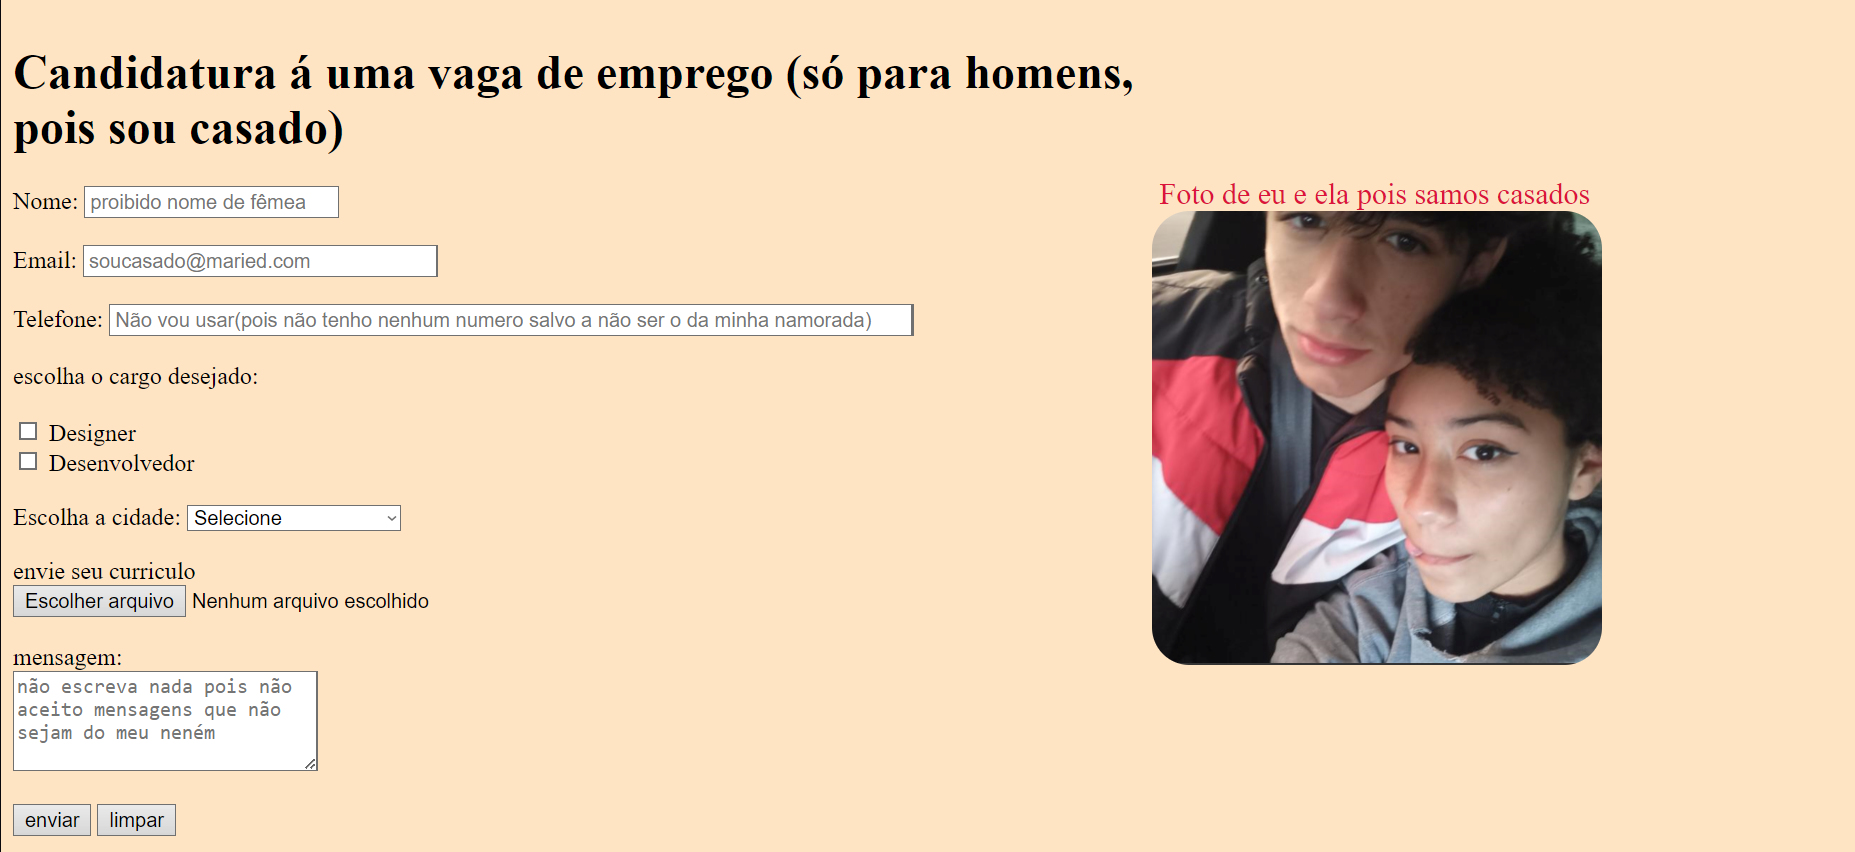 Candidatura á uma vaga de emprego (só para homens,
pois sou casado)
Nome: proibido nome de fêmea
Email: soucasado@maried.com
Telefone: Não vou usar(pois não tenho nenhum numero salvo a não ser o da minha namorada)
escolha o cargo desejado:
Designer
Desenvolvedor
Escolha a cidade: Selecione
envie seu curriculo
Escolher arquivo Nenhum arquivo escolhido
mensagem:
não escreva nada pois não
aceito mensagens que não
sejam do meu neném
enviar limpar
Foto de eu e ela pois samos casados